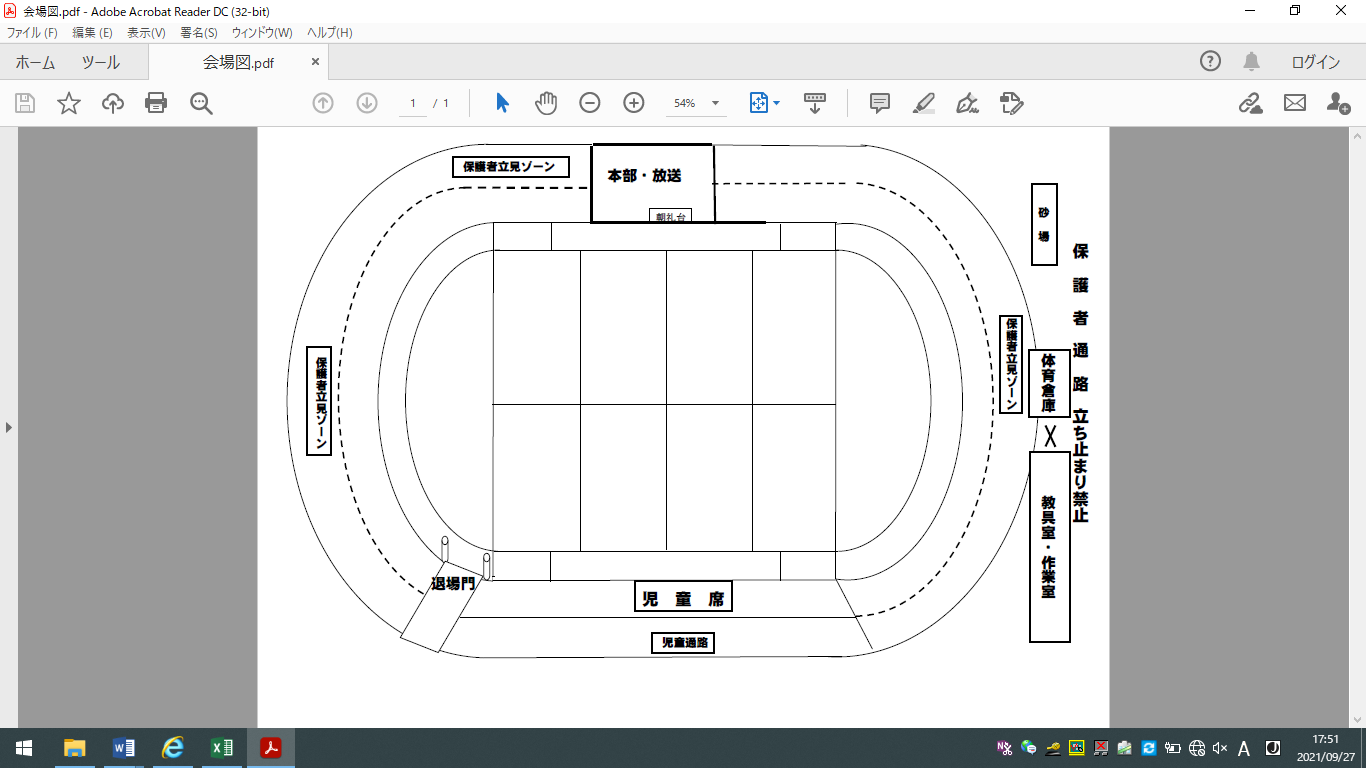 会場図.pdf - Adobe Acrobat Reader DC (32-bit)
ファイル (F) 編集 (E) 表示(V) 署名(S) ウィンドウ(W) ヘルプ(H)
ホーム ツール 会場図.pdf × ログイン
1 / 1 54%
保護者立見ゾーン
本部・放送
朝礼台
砂場
保護者通路 立ち止まり禁止
保護者立見ゾーン
体育倉庫
保護者立見ゾーン
教具室・作業室
退場門
児童席
児童通路
A
17:51
2021/09/27